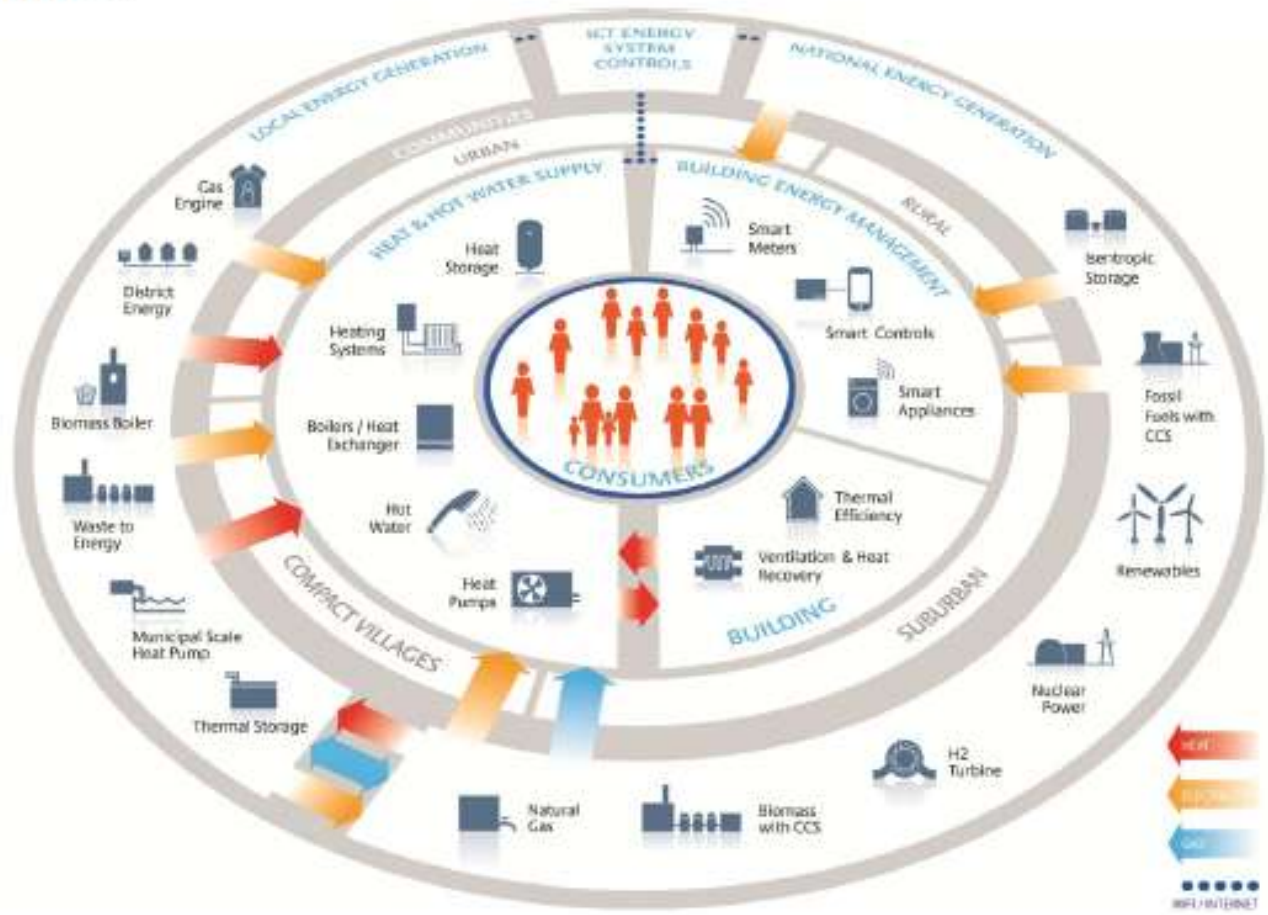 ICT ENERGY
SYSTEM
CONTROLS
LOCAL ENERGY GENERATION
NATIONAL ENERGY GENERATION
COMMUNITIES
URBAN
RURAL
SUBURBAN
COMPACT VILLAGES
HEAT & HOT WATER SUPPLY
BUILDING ENERGY MANAGEMENT
BUILDING
CONSUMERS
Gas
Engine
District
Energy
Biomass Boiler
Waste to
Energy
Municipal Scale
Heat Pump
Thermal Storage
Heat
Storage
Heating
Systems
Boilers / Heat
Exchanger
Hot
Water
Heat
Pumps
Smart
Meters
Smart Controls
Smart
Appliances
Thermal
Efficiency
Ventilation & Heat
Recovery
Isentropic
Storage
Fossil
Fuels with
CCS
Renewables
Nuclear
Power
H2
Turbine
Biomass
with CCS
Natural
Gas
HEAT
GAS
WIFI/INTERNET